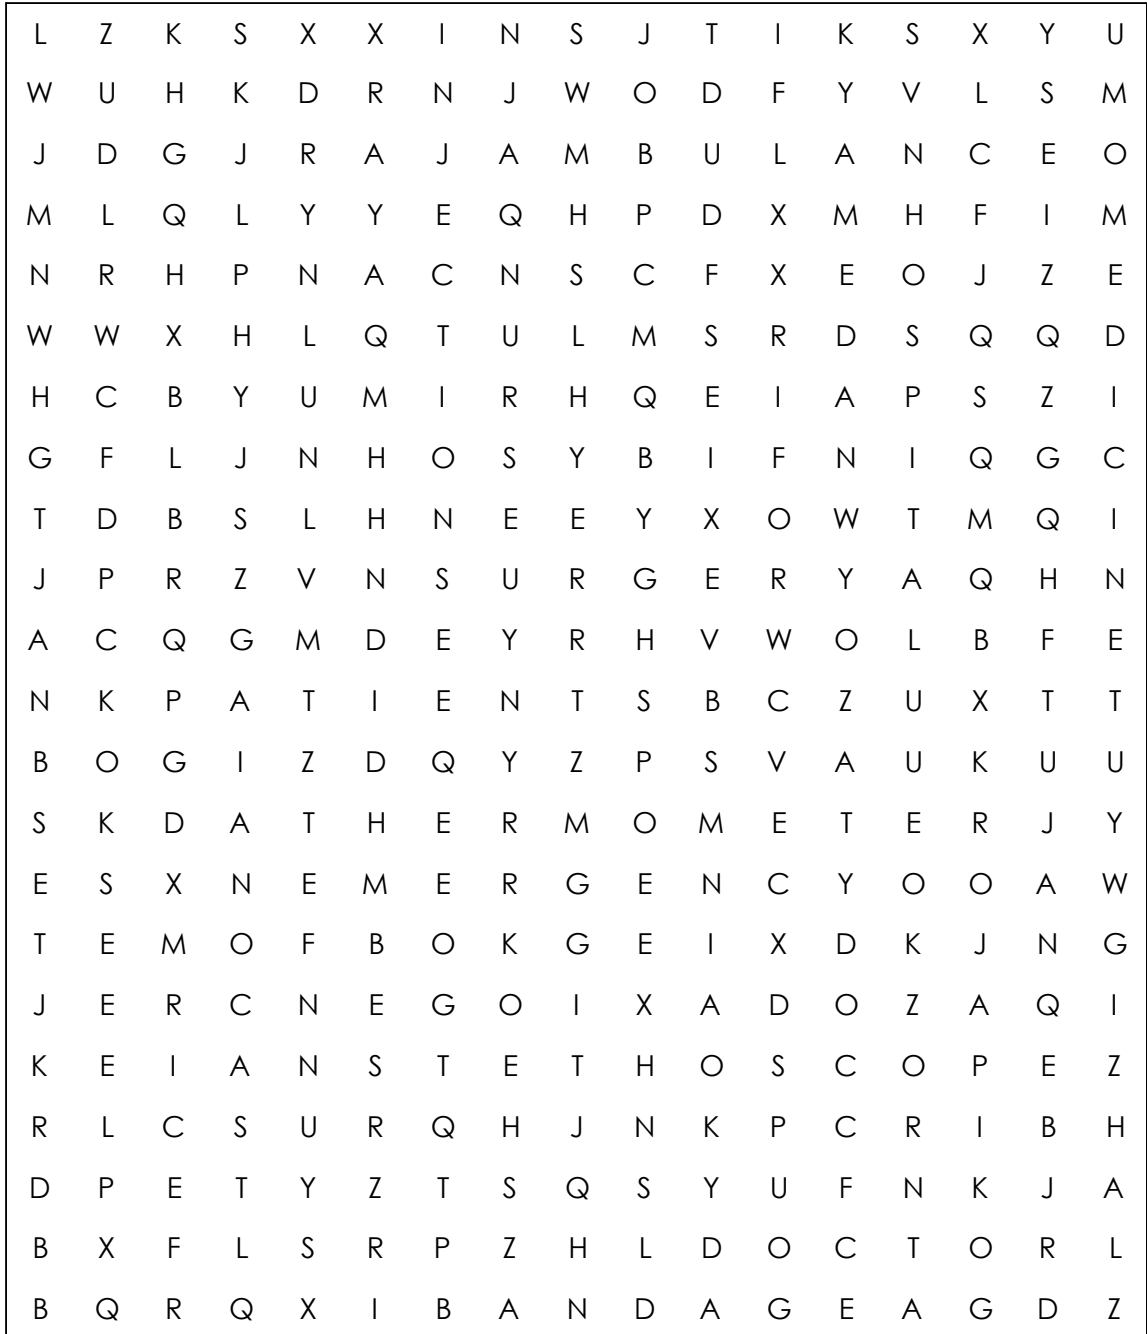 L Z K S X X I N S J T I K S X Y U
W U H K D R N J W O D F Y V L S M
J D G J R A J A M B U L A N C E O
M L Q L Y Y E Q H P D X M H F I M
N R H P N A C N S C F X E O J Z E
W W X H L Q T U L M S R D S Q Q D
H C B Y U M I R H Q E I A P S Z I
G F L J N H O S Y B I F N I Q G C
T D B S L H N E E Y X O W T M Q I
J P R Z V N S U R G E R Y A Q H N
A C Q G M D E Y R H V W O L B F E
N K P A T I E N T S B C Z U X T T
B O G I Z D Q Y Z P S V A U K U U
S K D A T H E R M O M E T E R J Y
E S X N E M E R G E N C Y O O A W
T E M O F B O K G E I X D K J N G
J E R C N E G O I X A D O Z A Q I
K E I A N S T E T H O S C O P E Z
R L C S U R Q H J N K P C R I B H
D P E T Y Z T S Q S Y U F N K J A
B X F L S R P Z H L D O C T O R L
B Q R Q X I B A N D A G E A G D Z